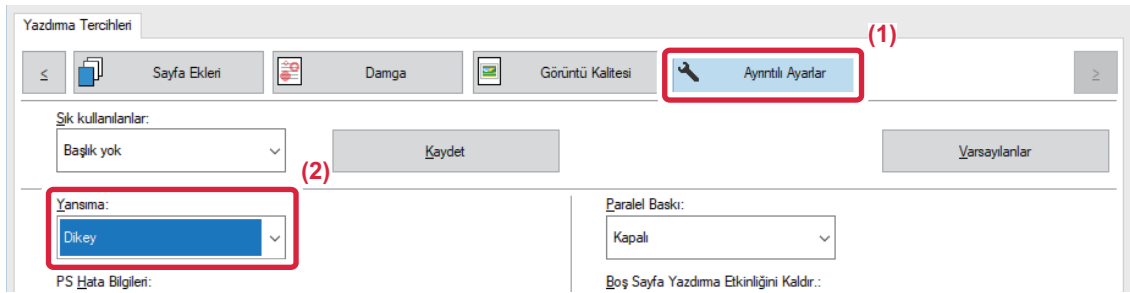 Yazdırma Tercihleri
(1)
≤ Sayfa Ekleri Damga Görüntü Kalitesi Ayrıntılı Ayarlar ≥
Sık kullanılanlar:
Başlık yok Kaydet Varsayılanlar
(2)
Yansıma: Paralel Baskı:
Dikey Kapalı
PS Hata Bilgileri: Boş Sayfa Yazdırma Etkinliğini Kaldır.: